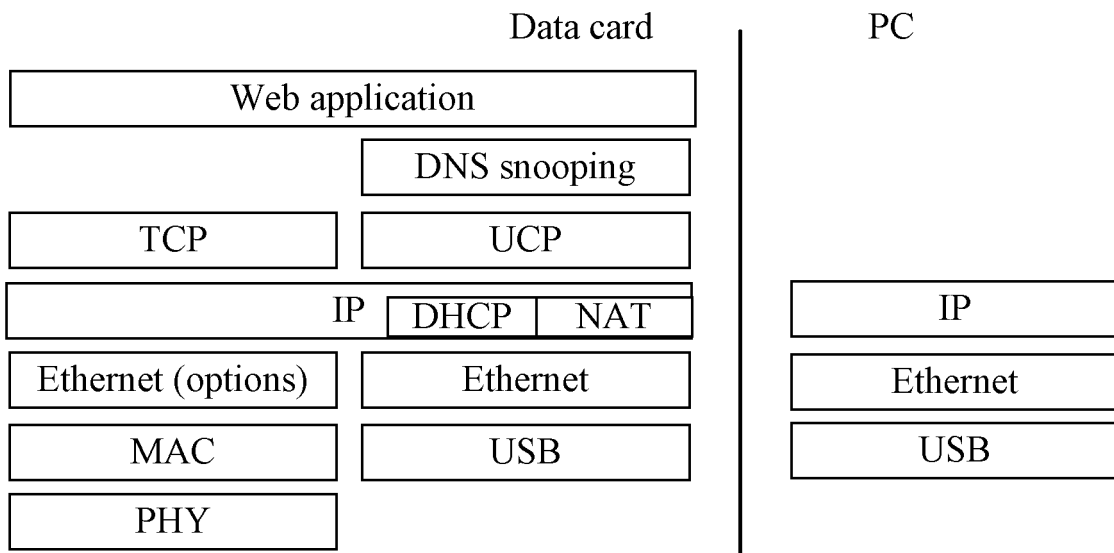 Data card
PC
Web application
DNS snooping
TCP
UCP
IP
DHCP
NAT
IP
Ethernet (options)
Ethernet
Ethernet
MAC
USB
USB
PHY